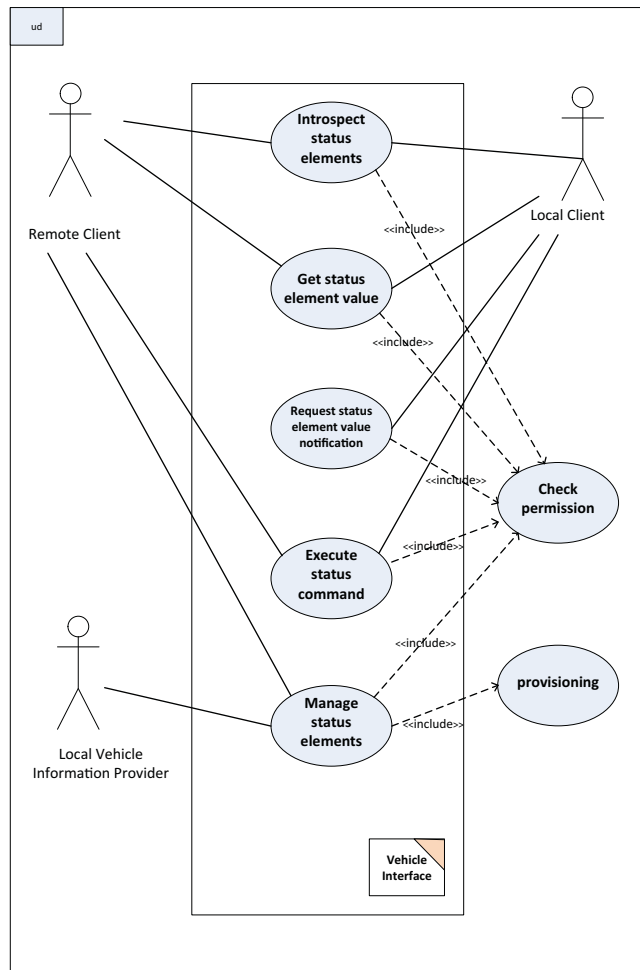 ud
Introspect
status
elements
Remote Client
Local Client
<<include>>
Get status
element value
<<include>>
Request status
element value
notification
<<include>>
Check
permission
Execute
status
command
<<include>>
<<include>>
provisioning
Manage
status
elements
<<include>>
Local Vehicle
Information Provider
Vehicle
Interface